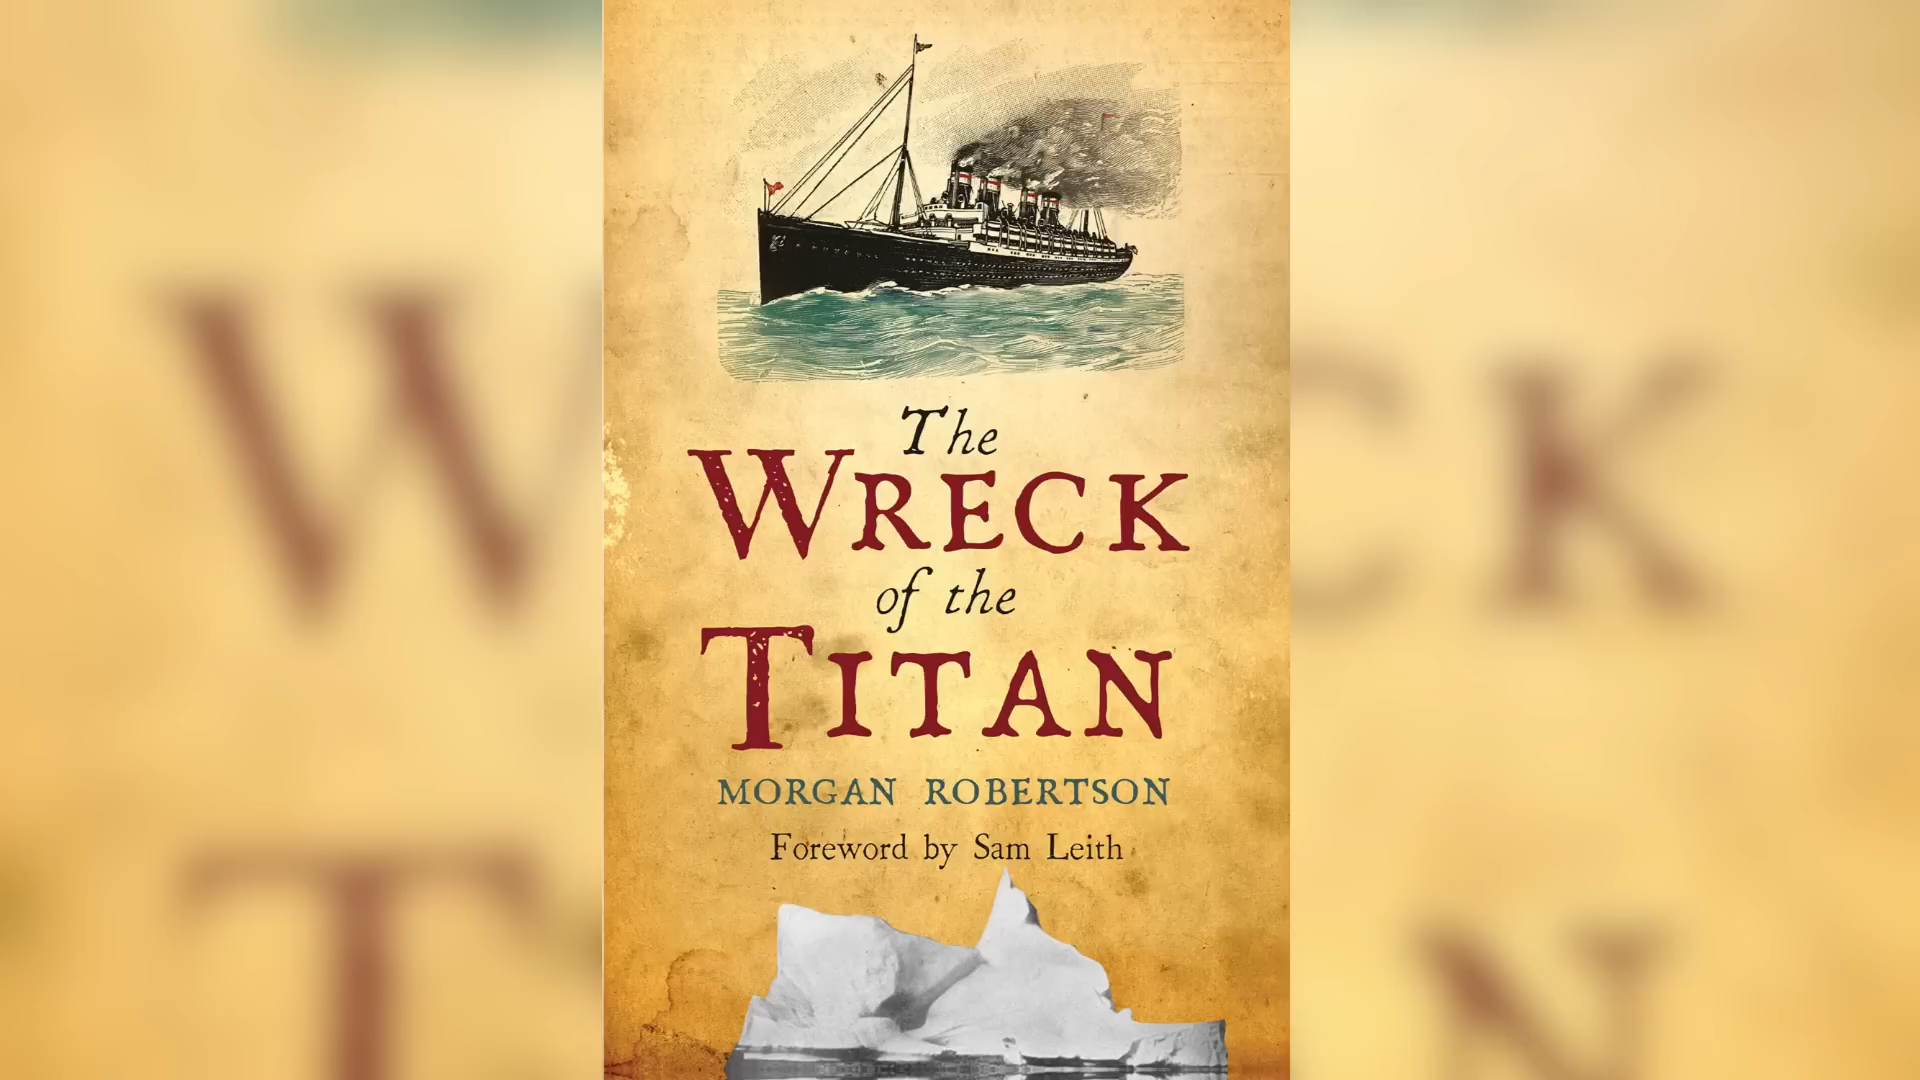 The
WRECK
of the
TITAN
MORGAN ROBERTSON
Foreword by Sam Leith